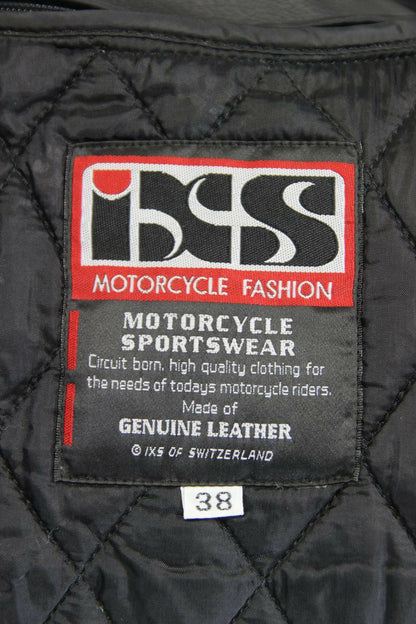 iXS
MOTORCYCLE FASHION
MOTORCYCLE
SPORTSWEAR
Circuit born, high quality clothing for
the needs of todays motorcycle riders.
Made of
GENUINE LEATHER
© IXS OF SWITZERLAND
38